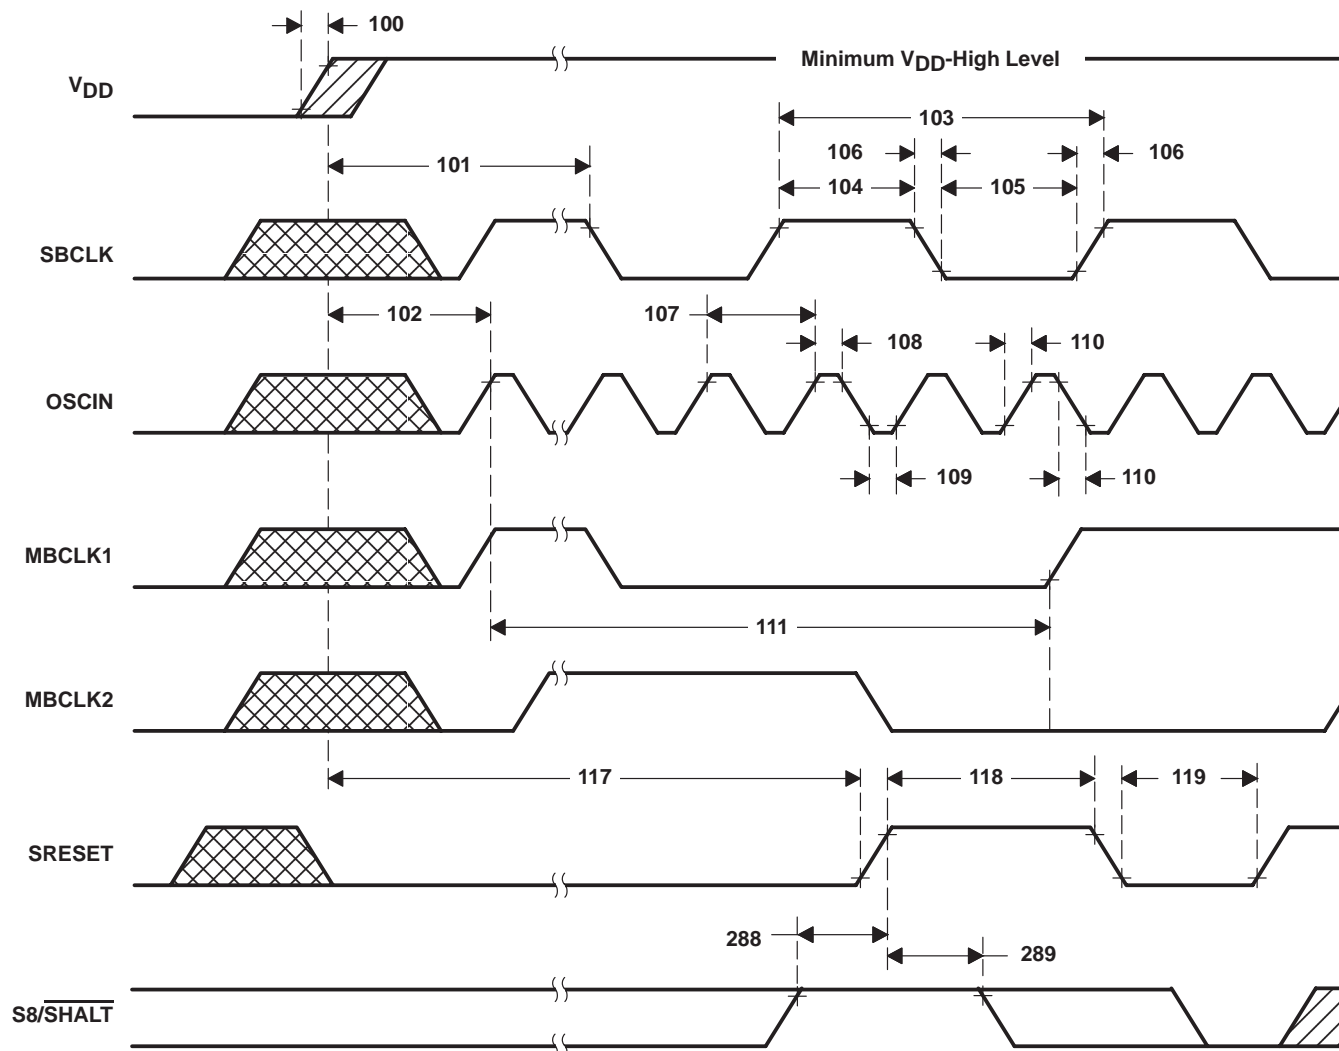 100
Minimum VDD-High Level
VDD
103
101
106
106
104
105
SBCLK
102
107
108
110
OSCIN
109
110
MBCLK1
111
MBCLK2
117
118
119
SRESET
288
289
S8/SHALT